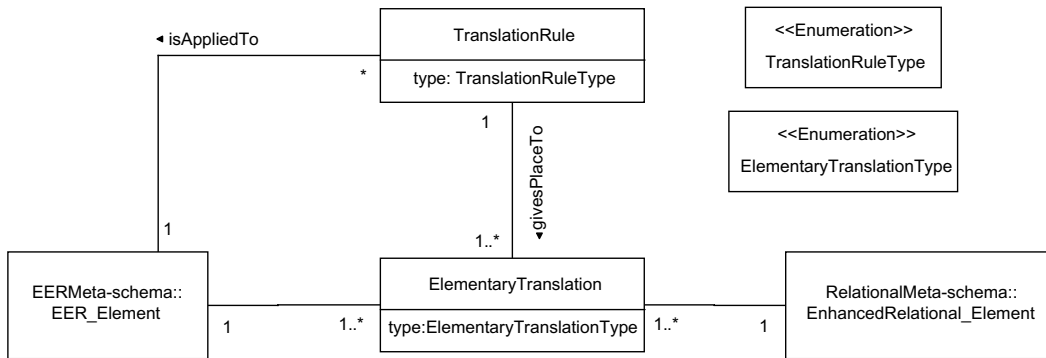 isAppliedTo
*
TranslationRule
type: TranslationRuleType
<<Enumeration>>
TranslationRuleType
<<Enumeration>>
ElementaryTranslationType
1
givesPlaceTo
1..*
1
EERMeta-schema::
EER_Element
1
1..*
ElementaryTranslation
type:ElementaryTranslationType
1..*
1
RelationalMeta-schema::
EnhancedRelational_Element